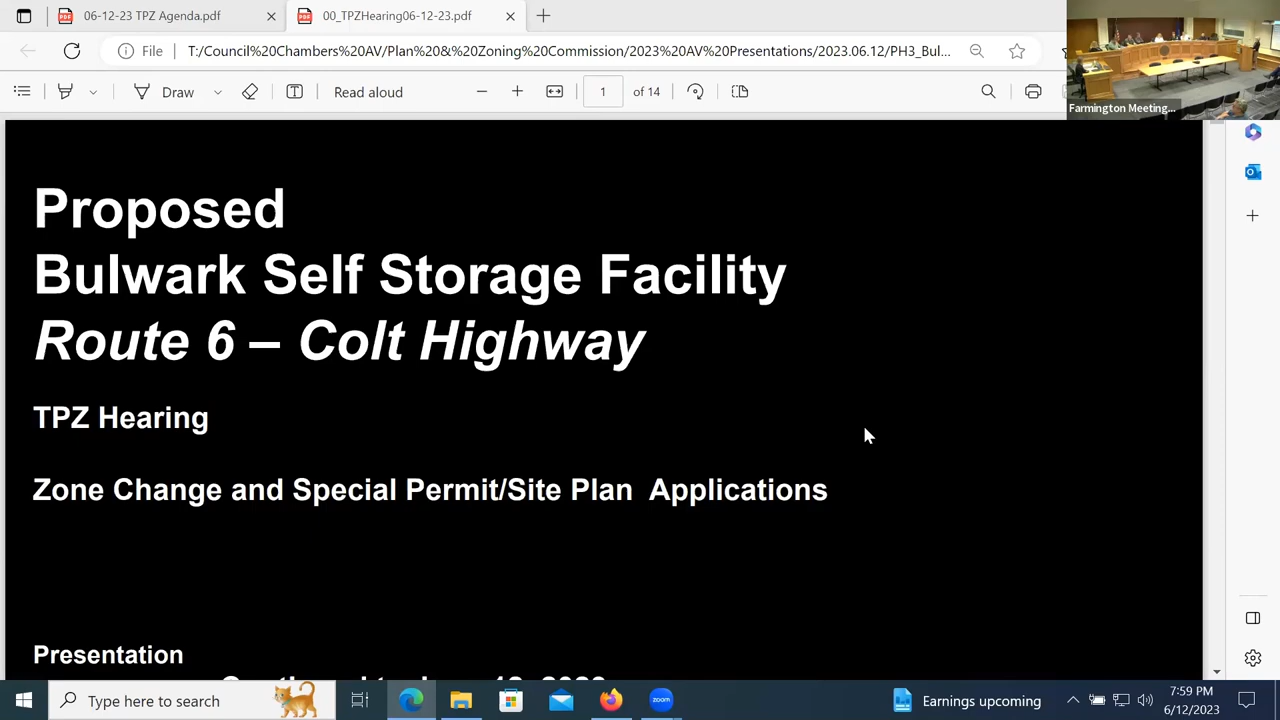 06-12-23 TPZ Agenda.pdf
00_TPZHearing06-12-23.pdf
File
T:/Council%20Chambers%20AV/Plan%20&%20Zoning%20Commission/2023%20AV%20Presentations/2023.06.12/PH3_Bul...
Draw
Read aloud
1
of 14
Farmington Meeting...
Proposed
Bulwark Self Storage Facility
Route 6 – Colt Highway
TPZ Hearing
Zone Change and Special Permit/Site Plan Applications
Presentation
Type here to search
zoom
Earnings upcoming
7:59 PM
6/12/2023